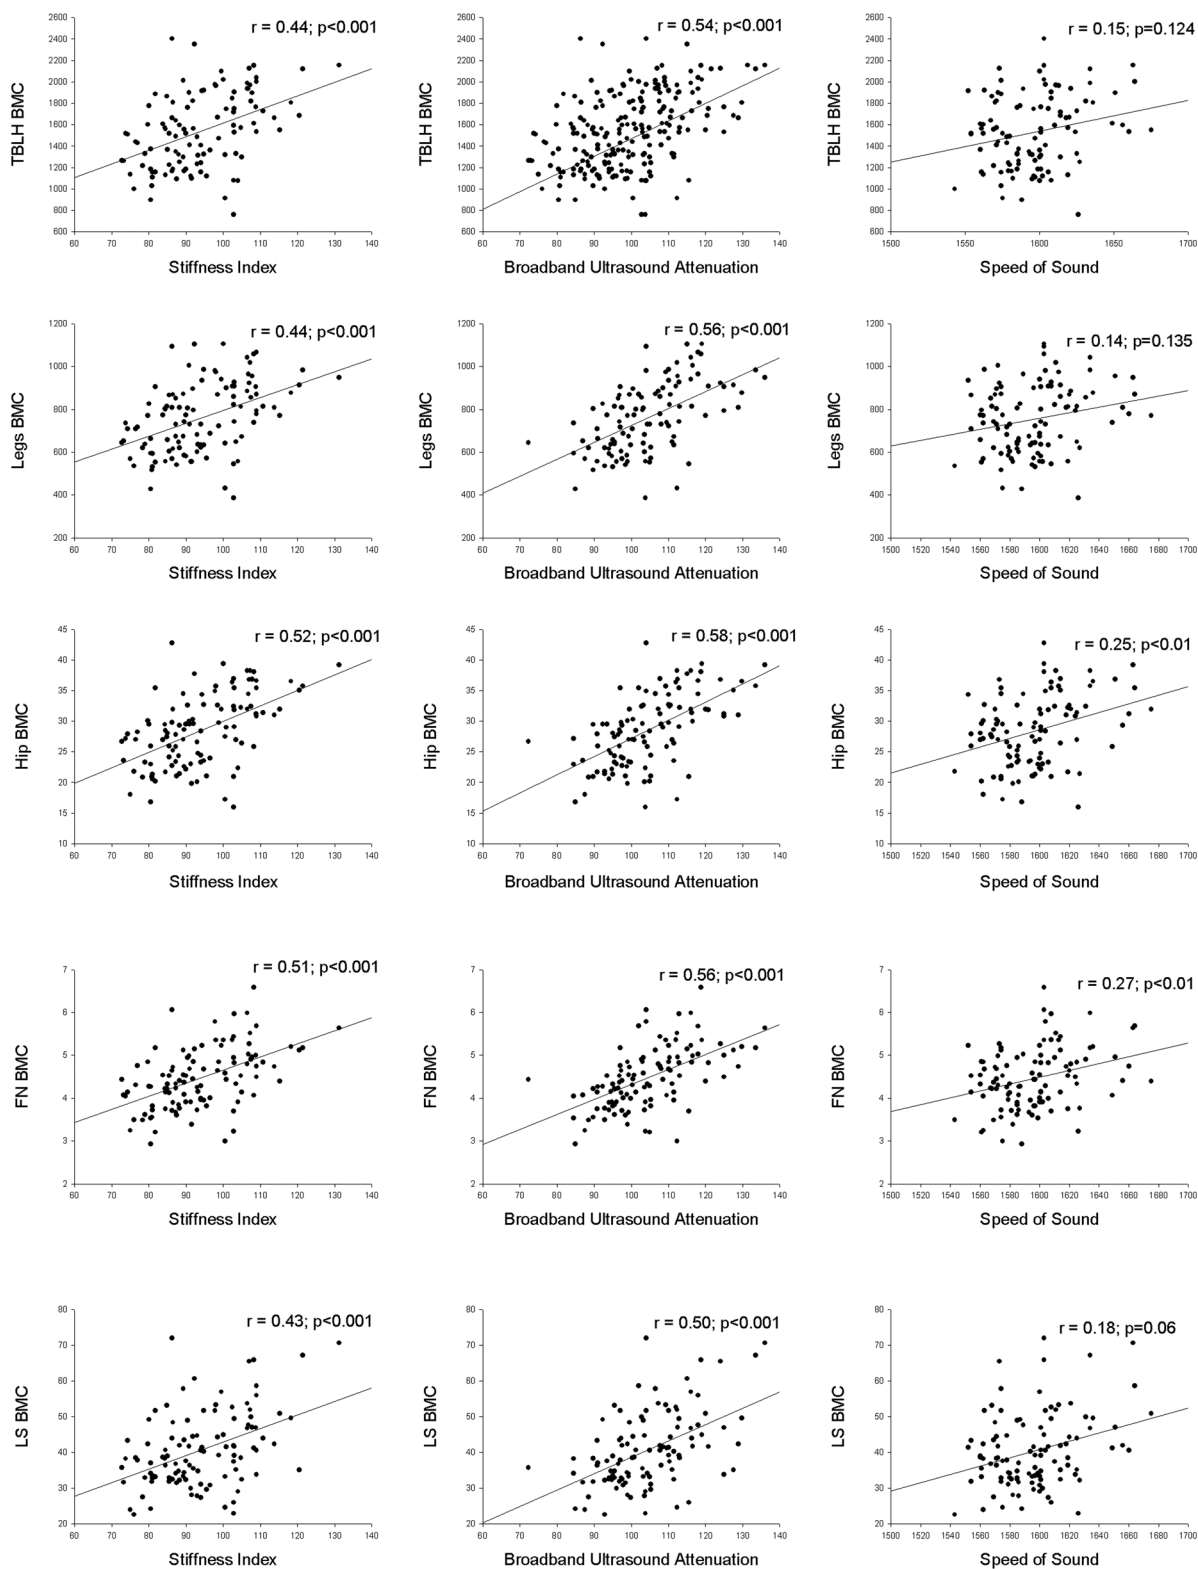 r = 0.44; p<0.001
TBLH BMC
2600
2400
2200
2000
1800
1600
1400
1200
1000
800
600
60 70 80 90 100 110 120 130 140
Stiffness Index
r = 0.54; p<0.001
TBLH BMC
2600
2400
2200
2000
1800
1600
1400
1200
1000
800
600
60 70 80 90 100 110 120 130 140
Broadband Ultrasound Attenuation
r = 0.15; p=0.124
TBLH BMC
2600
2400
2200
2000
1800
1600
1400
1200
1000
800
600
1500 1550 1600 1650 1700
Speed of Sound
r = 0.44; p<0.001
Legs BMC
1200
1000
800
600
400
200
60 70 80 90 100 110 120 130 140
Stiffness Index
r = 0.56; p<0.001
Legs BMC
1200
1000
800
600
400
200
60 70 80 90 100 110 120 130 140
Broadband Ultrasound Attenuation
r = 0.14; p=0.135
Legs BMC
1200
1000
800
600
400
200
1500 1520 1540 1560 1580 1600 1620 1640 1660 1680 1700
Speed of Sound
r = 0.52; p<0.001
Hip BMC
45
40
35
30
25
20
15
10
60 70 80 90 100 110 120 130 140
Stiffness Index
r = 0.58; p<0.001
Hip BMC
45
40
35
30
25
20
15
10
60 70 80 90 100 110 120 130 140
Broadband Ultrasound Attenuation
r = 0.25; p<0.01
Hip BMC
45
40
35
30
25
20
15
10
1500 1520 1540 1560 1580 1600 1620 1640 1660 1680 1700
Speed of Sound
r = 0.51; p<0.001
FN BMC
7
6
5
4
3
2
60 70 80 90 100 110 120 130 140
Stiffness Index
r = 0.56; p<0.001
FN BMC
7
6
5
4
3
2
60 70 80 90 100 110 120 130 140
Broadband Ultrasound Attenuation
r = 0.27; p<0.01
FN BMC
7
6
5
4
3
2
1500 1520 1540 1560 1580 1600 1620 1640 1660 1680 1700
Speed of Sound
r = 0.43; p<0.001
LS BMC
80
70
60
50
40
30
20
60 70 80 90 100 110 120 130 140
Stiffness Index
r = 0.50; p<0.001
LS BMC
80
70
60
50
40
30
20
60 70 80 90 100 110 120 130 140
Broadband Ultrasound Attenuation
r = 0.18; p=0.06
LS BMC
80
70
60
50
40
30
20
1500 1520 1540 1560 1580 1600 1620 1640 1660 1680 1700
Speed of Sound